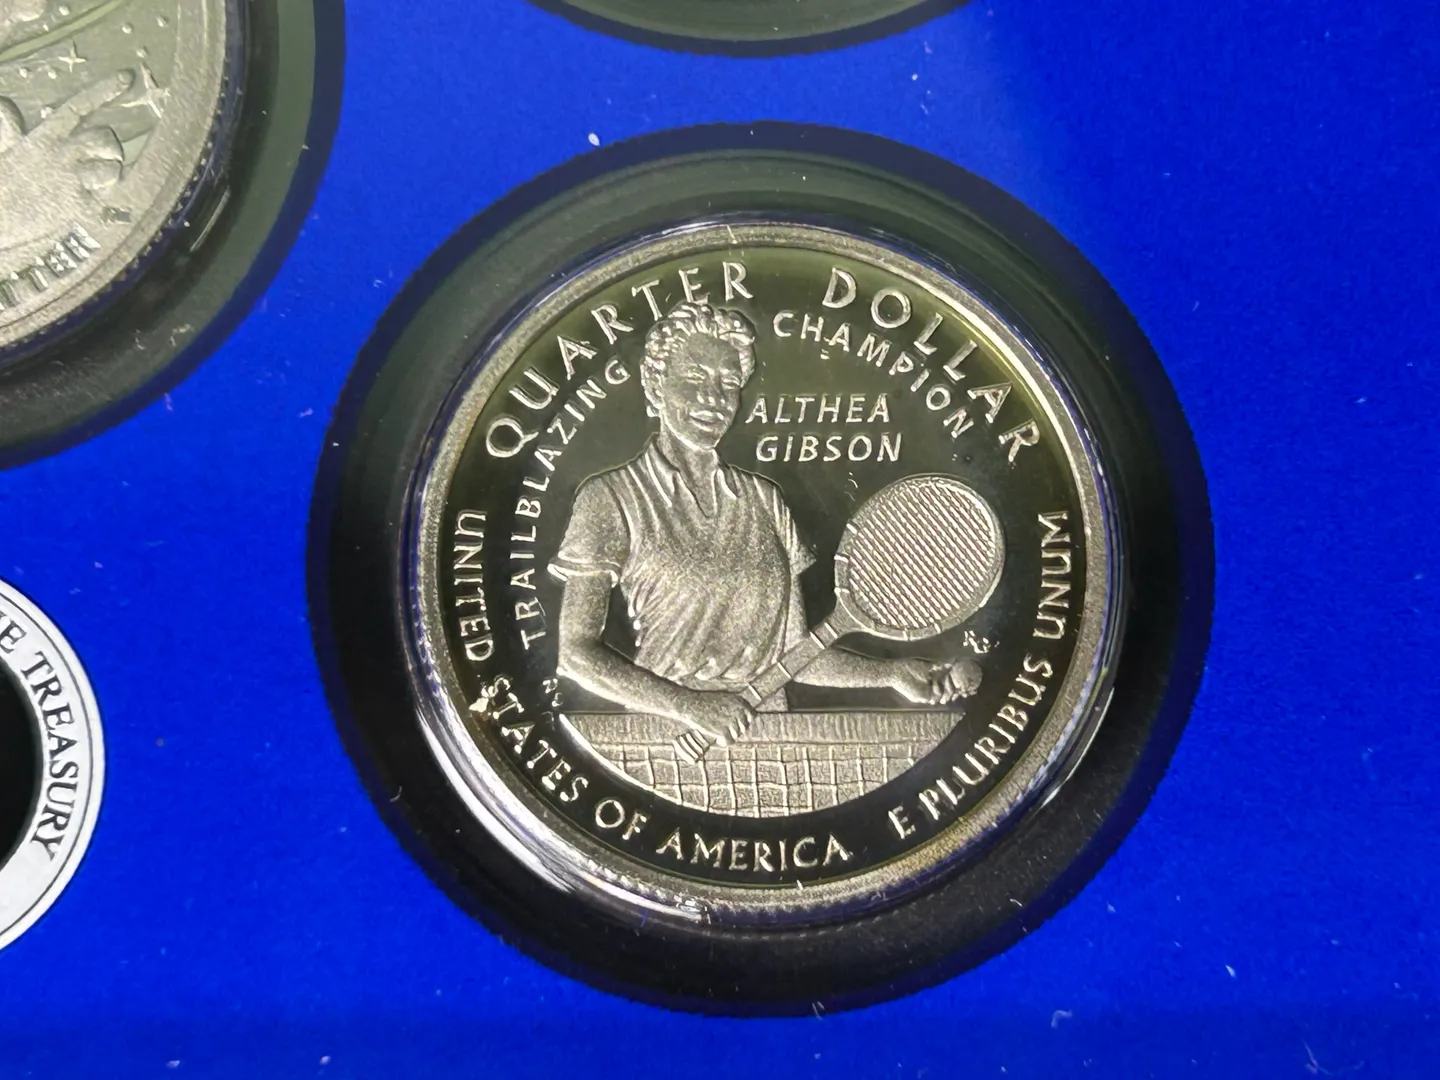 QUARTER DOLLAR
TRAILBLAZING CHAMPION
ALTHEA
GIBSON
UNITED STATES OF AMERICA
E PLURIBUS UNUM
TREASURY